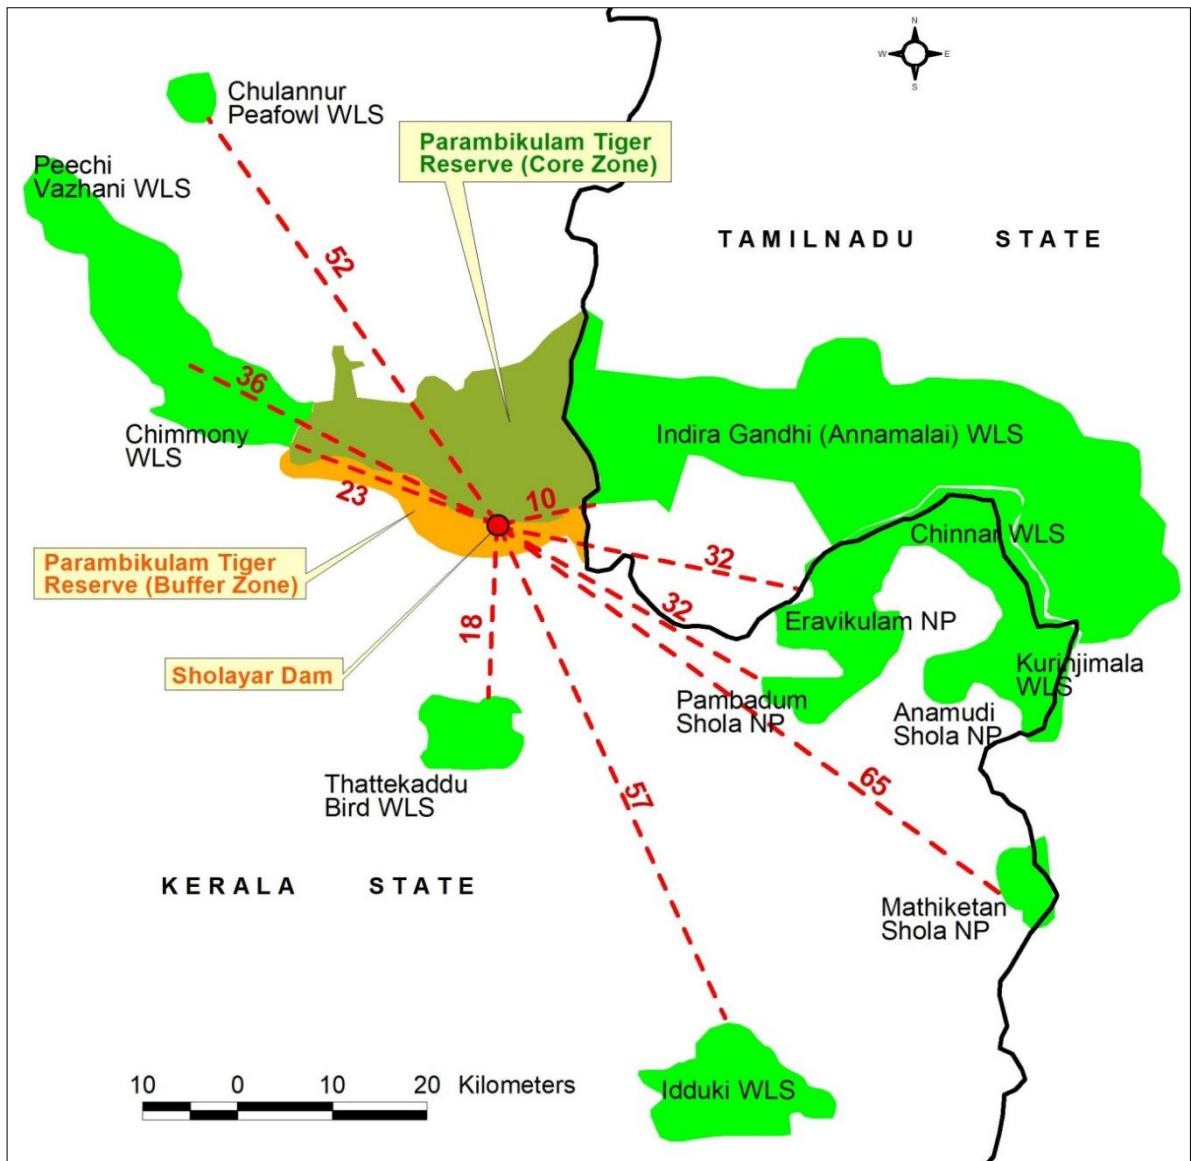 N
W E
S
Chulannur
Peafowl WLS
Parambikulam Tiger
Reserve (Core Zone)
Peechi
Vazhani WLS
TAMILNADU STATE
52
36
Chimmony
WLS
Indira Gandhi (Annamalai) WLS
23
10
Chinnar WLS
Parambikulam Tiger
Reserve (Buffer Zone)
32
32
18
Eravikulam NP
Sholayar Dam
Kurinjimala
WLS
Pambadum
Shola NP
Anamudi
Shola NP
Thattekaddu
Bird WLS
57
65
KERALA STATE
Mathiketan
Shola NP
Idduki WLS
10 0 10 20 Kilometers